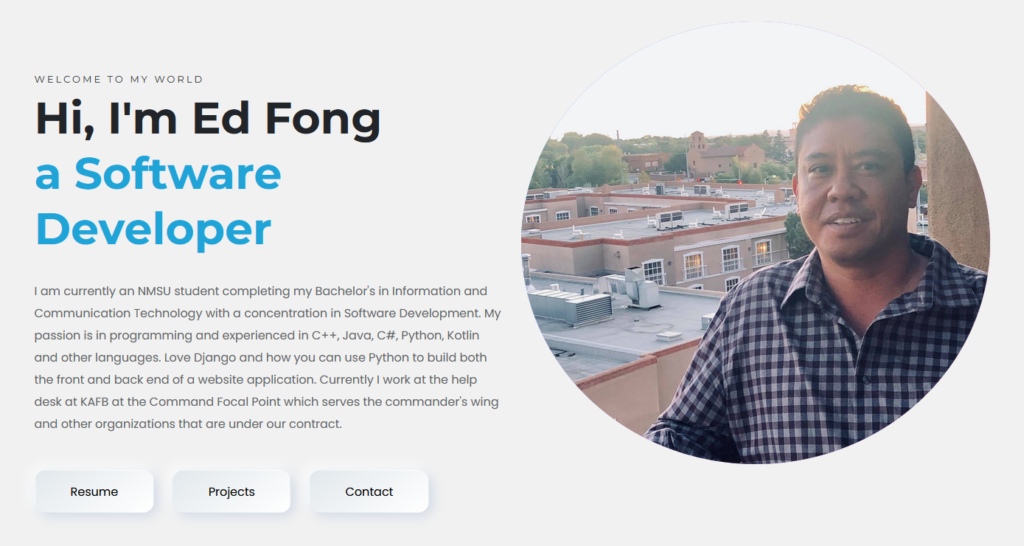 WELCOME TO MY WORLD
Hi, I'm Ed Fong
a Software
Developer
I am currently an NMSU student completing my Bachelor's in Information and
Communication Technology with a concentration in Software Development. My
passion is in programming and experienced in C++, Java, C#, Python, Kotlin
and other languages. Love Django and how you can use Python to build both
the front and back end of a website application. Currently I work at the help
desk at KAFB at the Command Focal Point which serves the commander's wing
and other organizations that are under our contract.
Resume
Projects
Contact